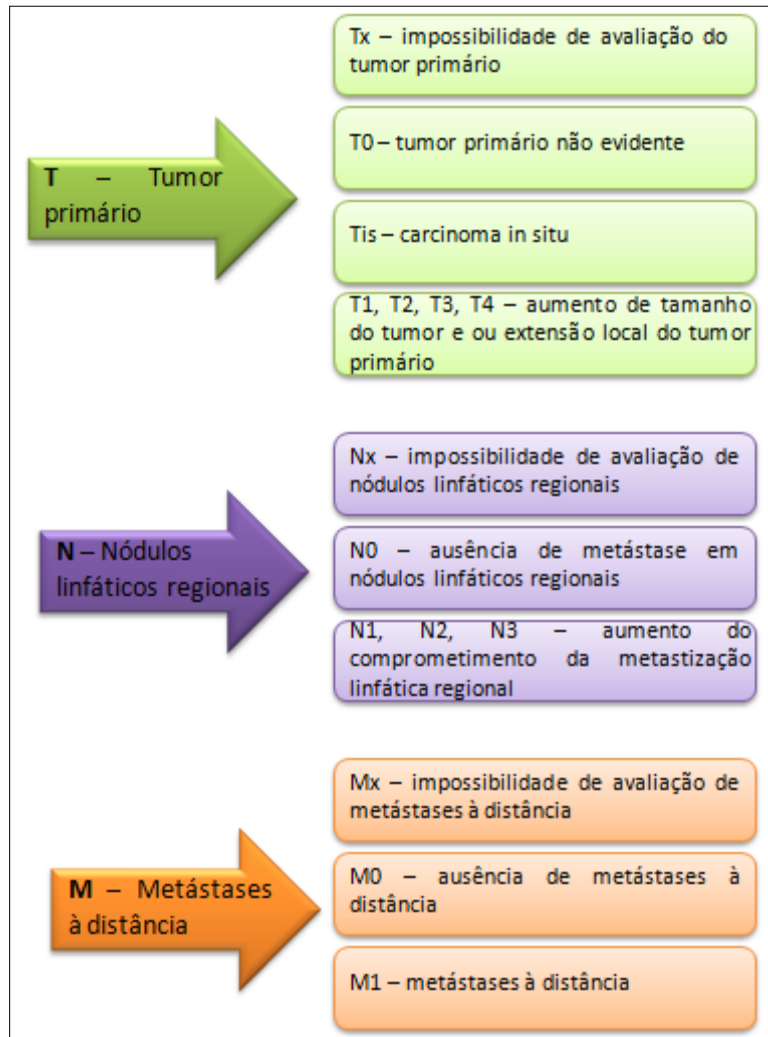 Tx – impossibilidade de avaliação do
tumor primário
T0 – tumor primário não evidente
T – Tumor
primário
Tis – carcinoma in situ
T1, T2, T3, T4 – aumento de tamanho
do tumor e ou extensão local do tumor
primário
Nx – impossibilidade de avaliação de
nódulos linfáticos regionais
N – Nódulos
linfáticos regionais
N0 – ausência de metástase em
nódulos linfáticos regionais
N1, N2, N3 – aumento do
comprometimento da metastização
linfática regional
Mx – impossibilidade de avaliação de
metástases à distância
M – Metástases
à distância
M0 – ausência de metástases à
distância
M1 – metástases à distância